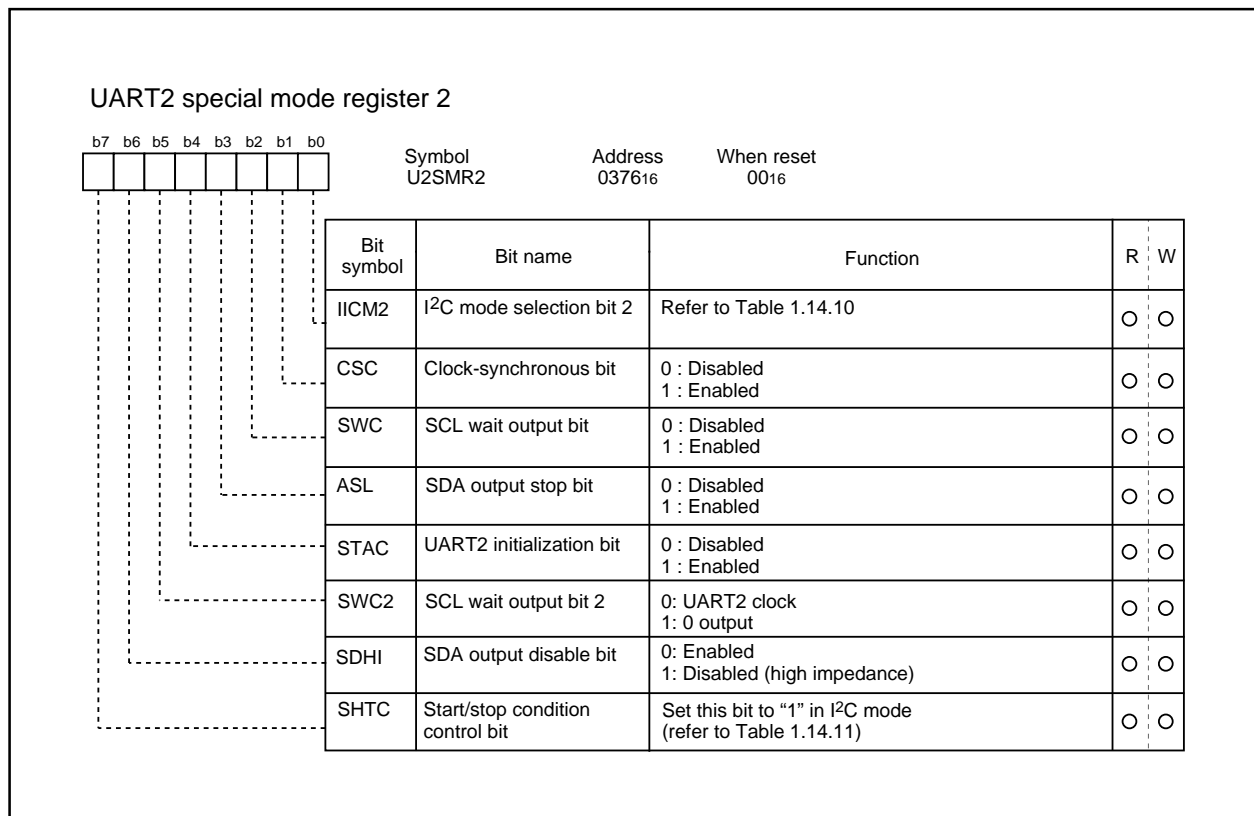 UART2 special mode register 2
b7 b6 b5 b4 b3 b2 b1 b0
Symbol Address When reset
U2SMR2 037616 0016
Bit symbol Bit name Function R W
IICM2 I2C mode selection bit 2 Refer to Table 1.14.10 O O
CSC Clock-synchronous bit 0 : Disabled
1 : Enabled O O
SWC SCL wait output bit 0 : Disabled
1 : Enabled O O
ASL SDA output stop bit 0 : Disabled
1 : Enabled O O
STAC UART2 initialization bit 0 : Disabled
1 : Enabled O O
SWC2 SCL wait output bit 2 0: UART2 clock
1: 0 output O O
SDHI SDA output disable bit 0: Enabled
1: Disabled (high impedance) O O
SHTC Start/stop condition control bit Set this bit to “1” in I2C mode
(refer to Table 1.14.11) O O